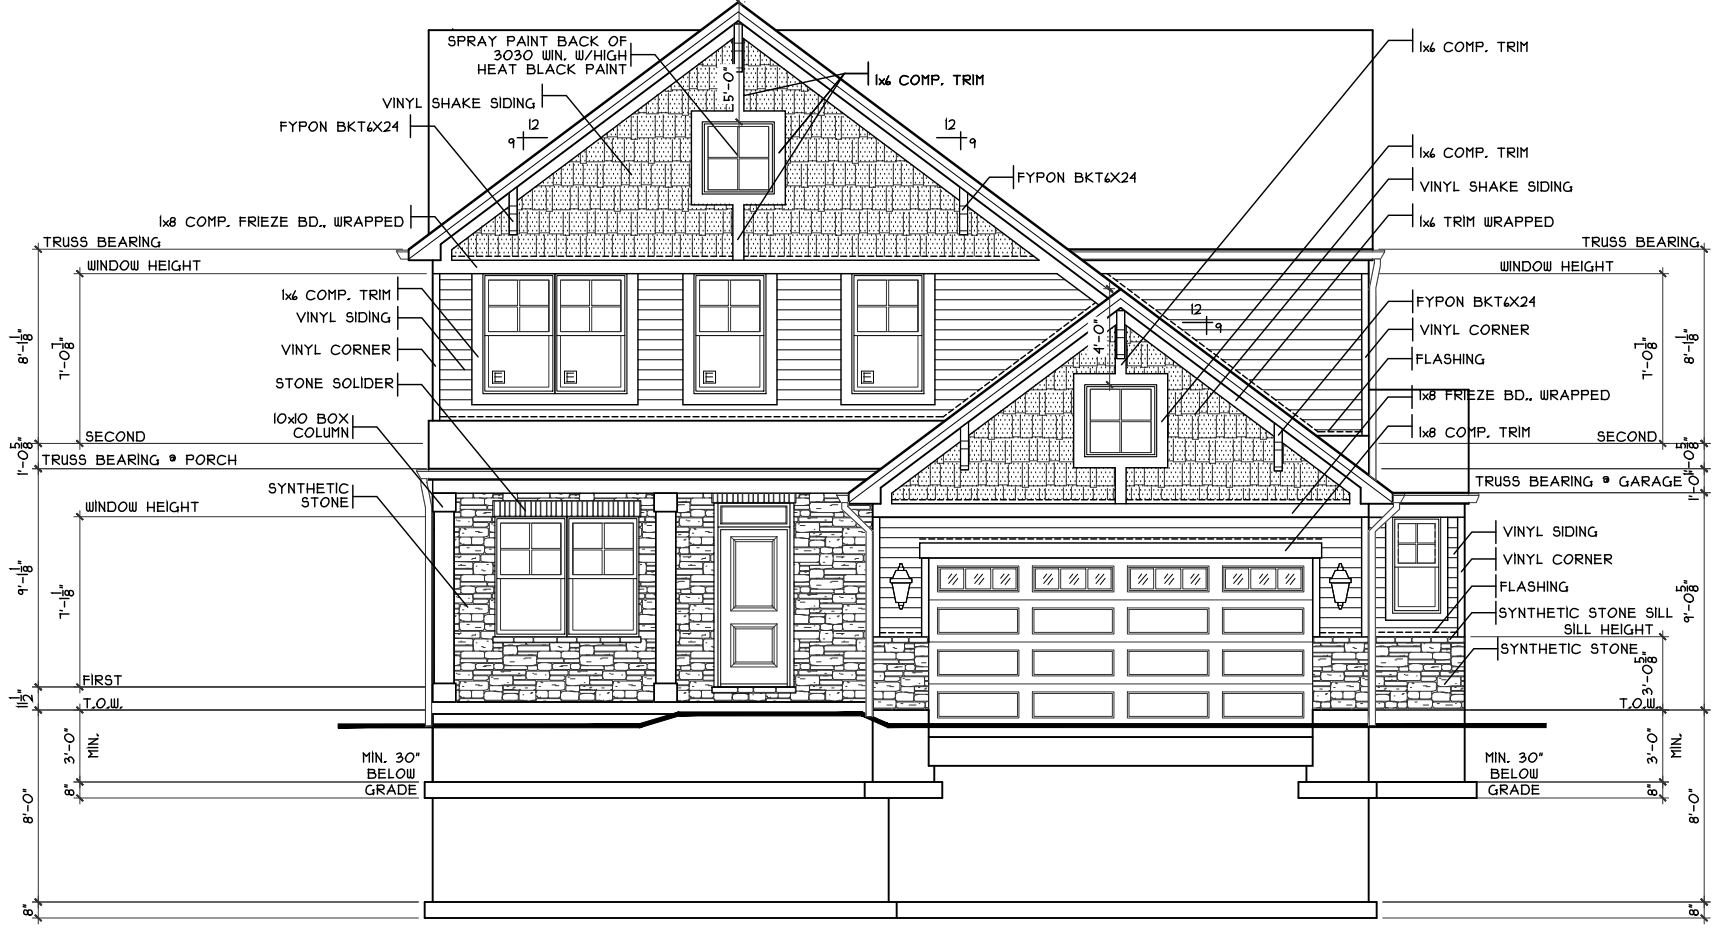 SPRAY PAINT BACK OF
3030 WIN. W/HIGH
HEAT BLACK PAINT
VINYL SHAKE SIDING
FYPON BKT6X24
1x8 COMP. FRIEZE BD., WRAPPED
TRUSS BEARING
WINDOW HEIGHT
1x6 COMP. TRIM
VINYL SIDING
VINYL CORNER
STONE SOLIDER
10x10 BOX
COLUMN
SECOND
TRUSS BEARING @ PORCH
SYNTHETIC
STONE
WINDOW HEIGHT
FIRST
T.O.W.
MIN. 30"
BELOW
GRADE
8'-1 1/8"
7'-0 7/8"
1'-0 5/8"
9'-1 1/8"
7'-1 1/8"
11 1/2"
3'-0"
MIN.
8"
8'-0"
8"
5'-0"
12
9
1x6 COMP. TRIM
12
9
FYPON BKT6X24
4'-0"
12
9
E
E
E
E
1x6 COMP. TRIM
1x6 COMP. TRIM
VINYL SHAKE SIDING
1x6 TRIM WRAPPED
TRUSS BEARING
WINDOW HEIGHT
FYPON BKT6X24
VINYL CORNER
FLASHING
1x8 FRIEZE BD., WRAPPED
1x8 COMP. TRIM
SECOND
TRUSS BEARING @ GARAGE
VINYL SIDING
VINYL CORNER
FLASHING
SYNTHETIC STONE SILL
SILL HEIGHT
SYNTHETIC STONE
T.O.W.
MIN. 30"
BELOW
GRADE
8'-1 1/8"
7'-0 7/8"
1'-0 5/8"
1'-0"
9'-0 5/8"
3'-0 5/8"
3'-0"
MIN.
8"
8'-0"
8"